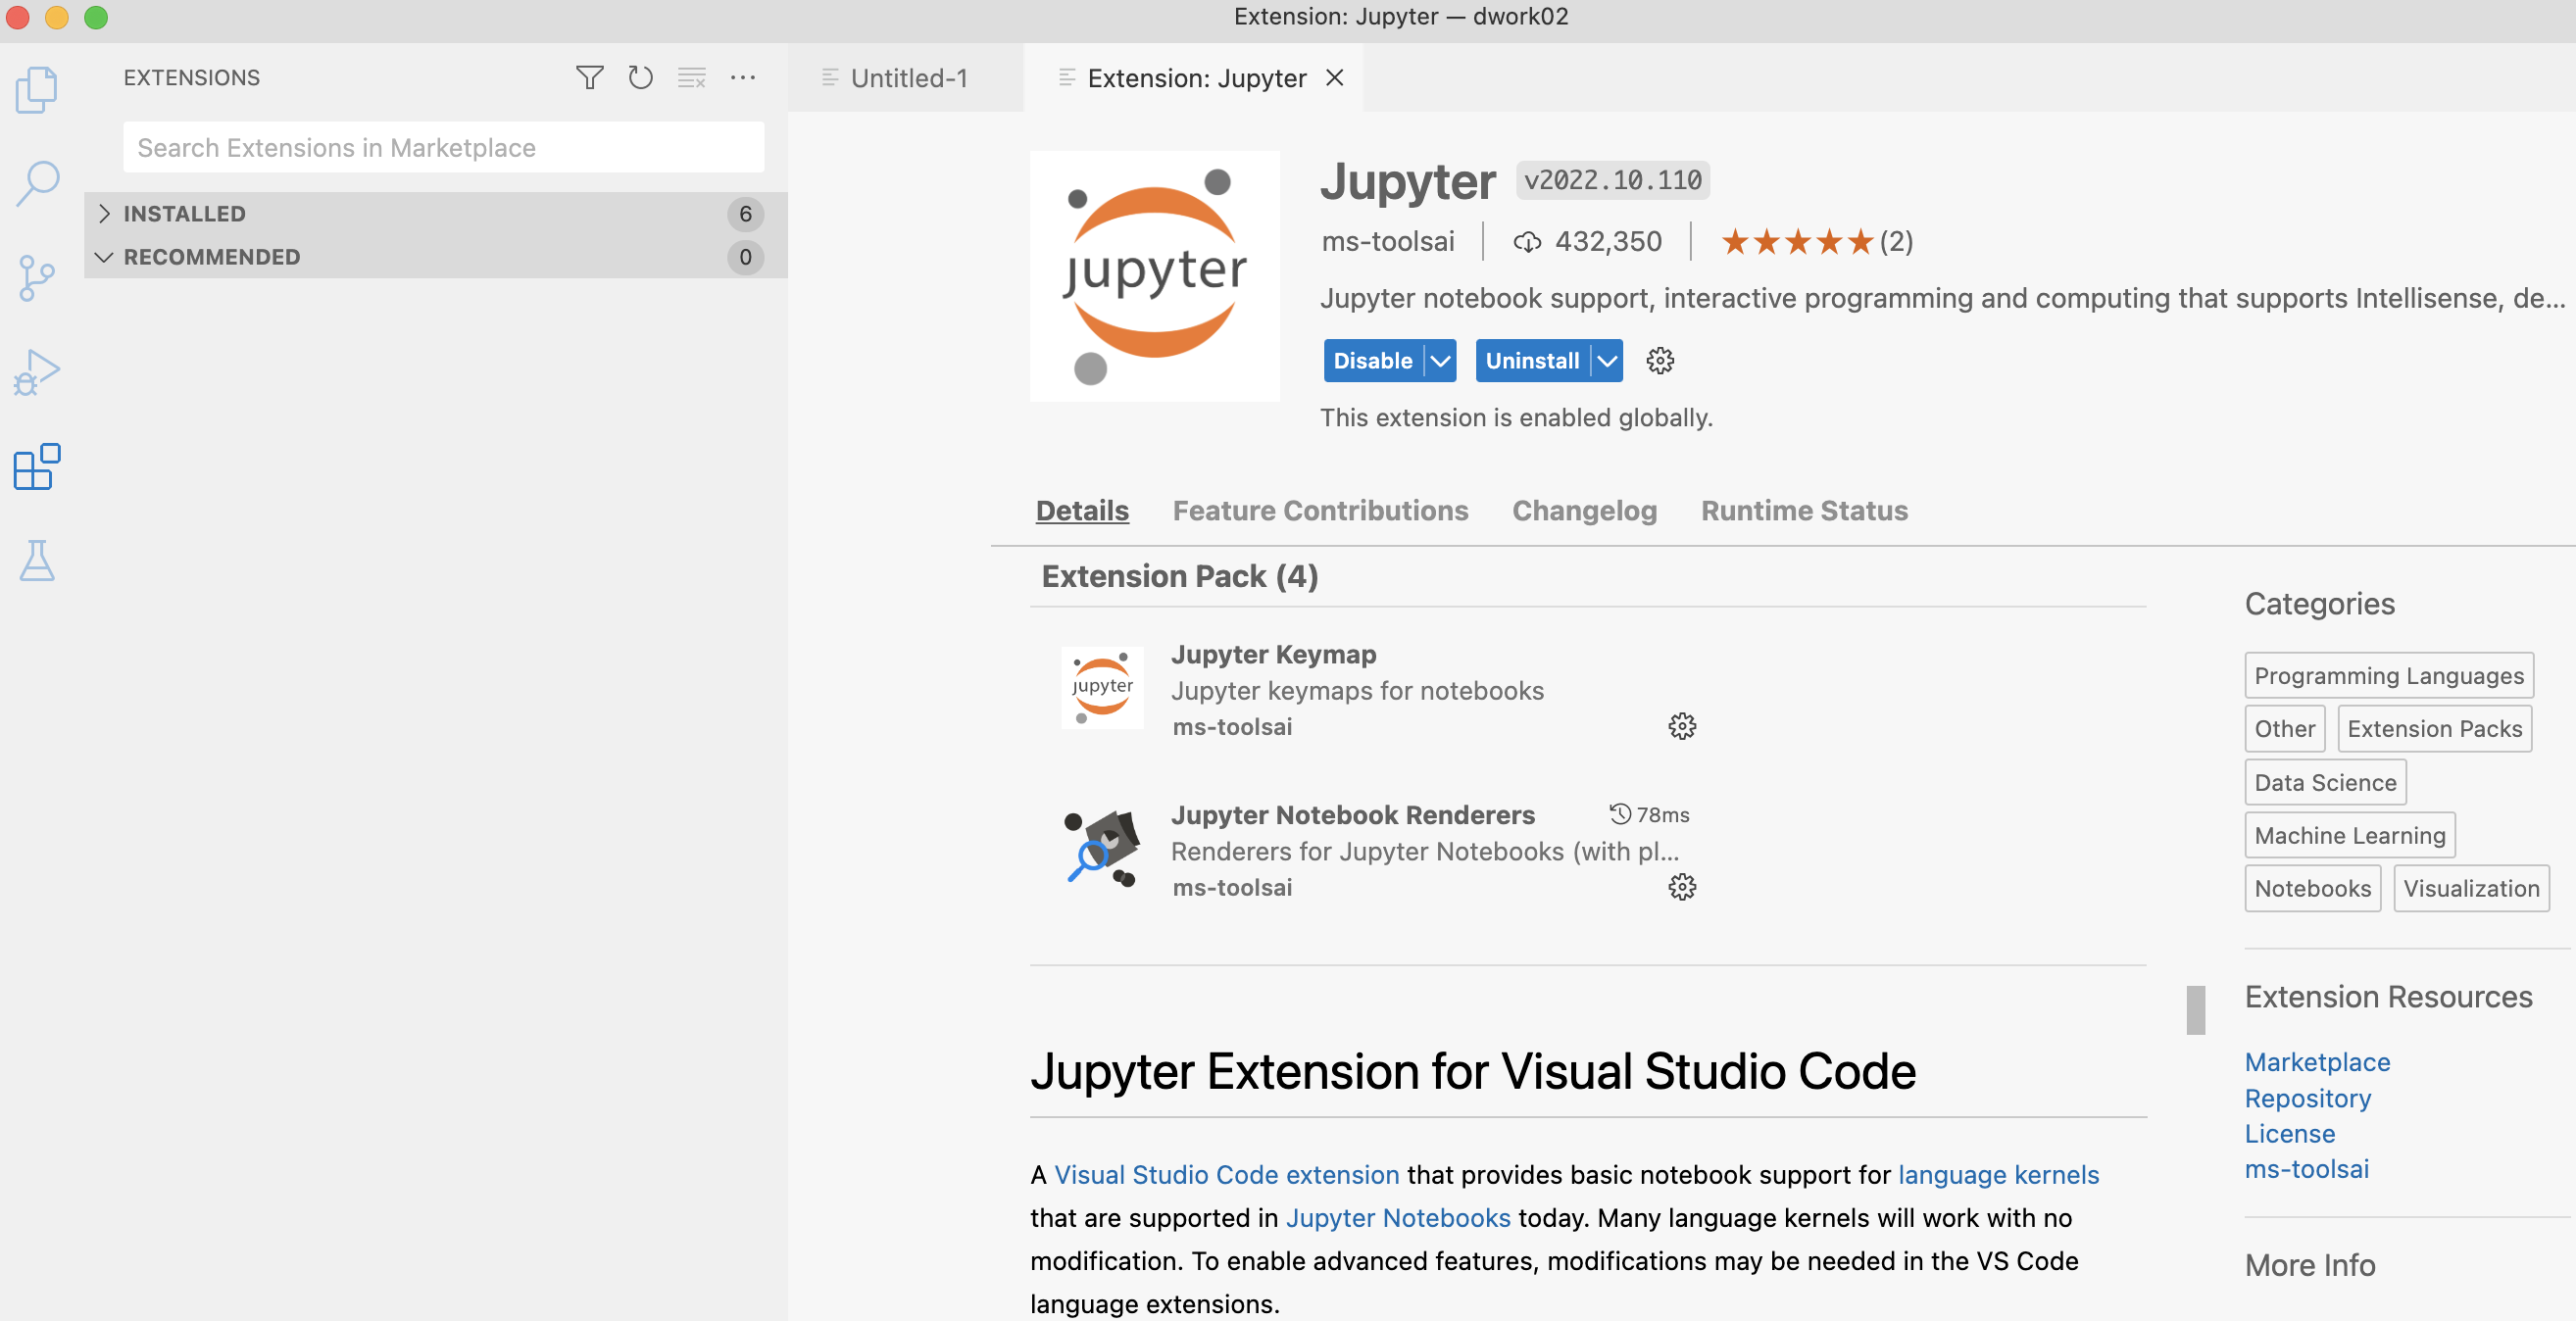 Extension: Jupyter — dwork02
EXTENSIONS
Search Extensions in Marketplace
INSTALLED 6
RECOMMENDED 0
Untitled-1
Extension: Jupyter
jupyter
Jupyter v2022.10.110
ms-toolsai 432,350 (2)
Jupyter notebook support, interactive programming and computing that supports Intellisense, de...
Disable Uninstall
This extension is enabled globally.
Details Feature Contributions Changelog Runtime Status
Extension Pack (4)
jupyter
Jupyter Keymap
Jupyter keymaps for notebooks
ms-toolsai
Jupyter Notebook Renderers 78ms
Renderers for Jupyter Notebooks (with pl...
ms-toolsai
Jupyter Extension for Visual Studio Code
A Visual Studio Code extension that provides basic notebook support for language kernels
that are supported in Jupyter Notebooks today. Many language kernels will work with no
modification. To enable advanced features, modifications may be needed in the VS Code
language extensions.
Categories
Programming Languages
Other Extension Packs
Data Science
Machine Learning
Notebooks Visualization
Extension Resources
Marketplace
Repository
License
ms-toolsai
More Info